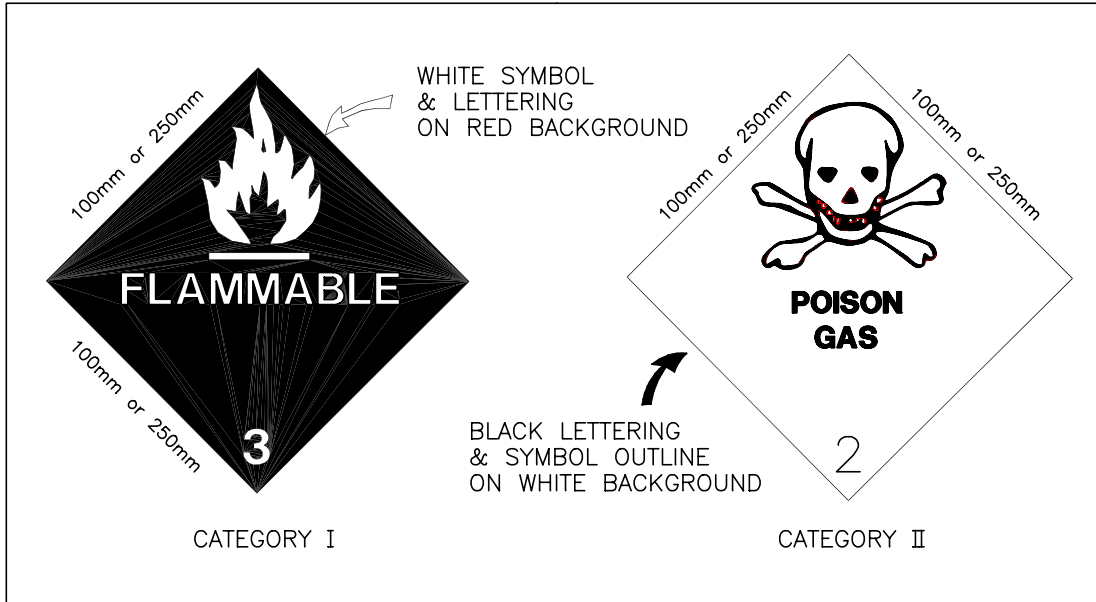 100mm or 250mm
WHITE SYMBOL
& LETTERING
ON RED BACKGROUND
FLAMMABLE
100mm or 250mm
3
CATEGORY I
100mm or 250mm
100mm or 250mm
POISON
GAS
BLACK LETTERING
& SYMBOL OUTLINE
ON WHITE BACKGROUND
2
CATEGORY II